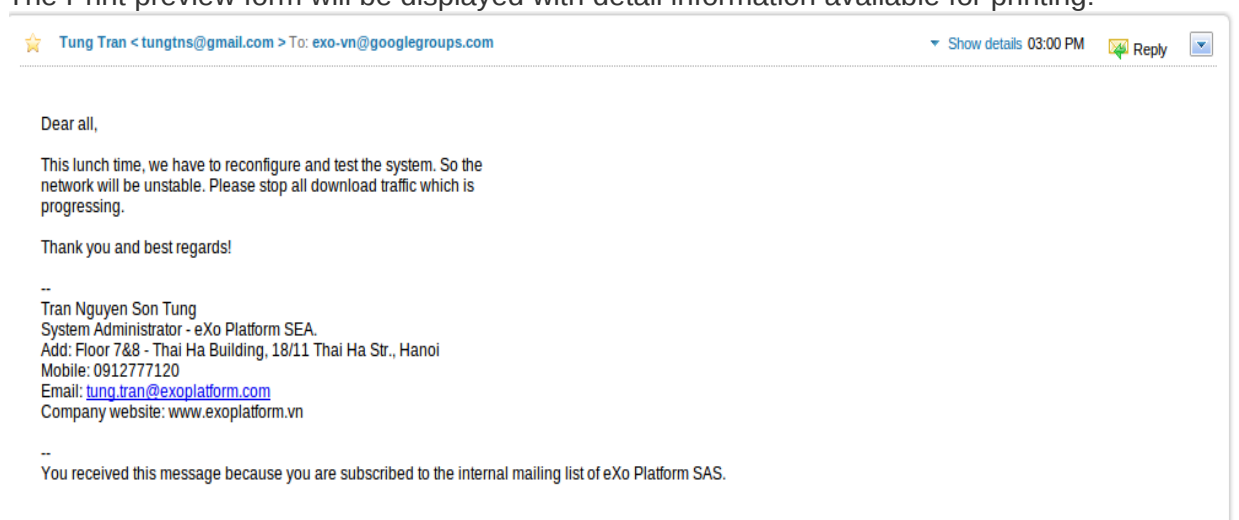 The Print preview form will be displayed with detail information available for printing.
Tung Tran < tungtns@gmail.com > To: exo-vn@googlegroups.com Show details 03:00 PM Reply
Dear all,
This lunch time, we have to reconfigure and test the system. So the
network will be unstable. Please stop all download traffic which is
progressing.
Thank you and best regards!
--
Tran Nguyen Son Tung
System Administrator - eXo Platform SEA.
Add: Floor 7&8 - Thai Ha Building, 18/11 Thai Ha Str., Hanoi
Mobile: 0912777120
Email: tung.tran@exoplatform.com
Company website: www.exoplatform.vn
--
You received this message because you are subscribed to the internal mailing list of eXo Platform SAS.